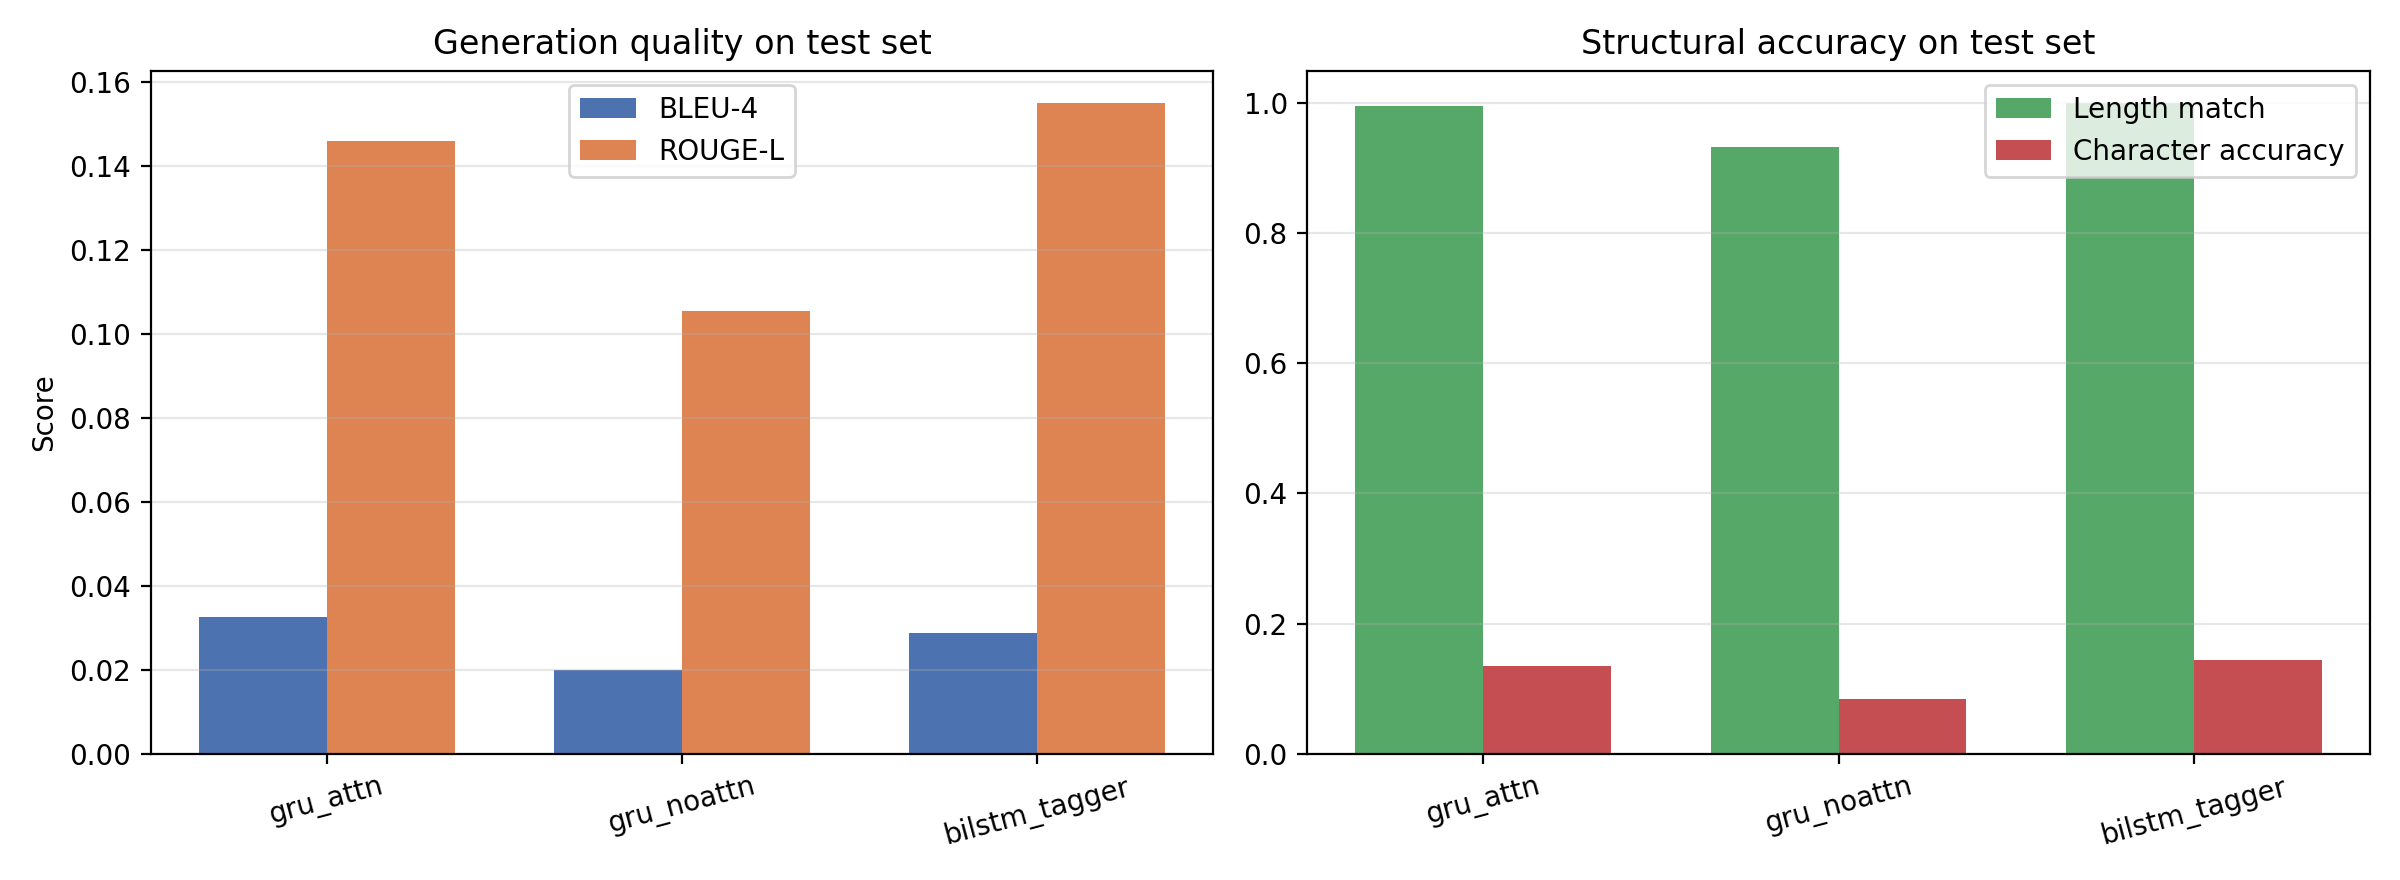 Generation quality on test set
BLEU-4
ROUGE-L
Score
0.16
0.14
0.12
0.10
0.08
0.06
0.04
0.02
0.00
gru_attn
gru_noattn
bilstm_tagger
Structural accuracy on test set
Length match
Character accuracy
1.0
0.8
0.6
0.4
0.2
0.0
gru_attn
gru_noattn
bilstm_tagger